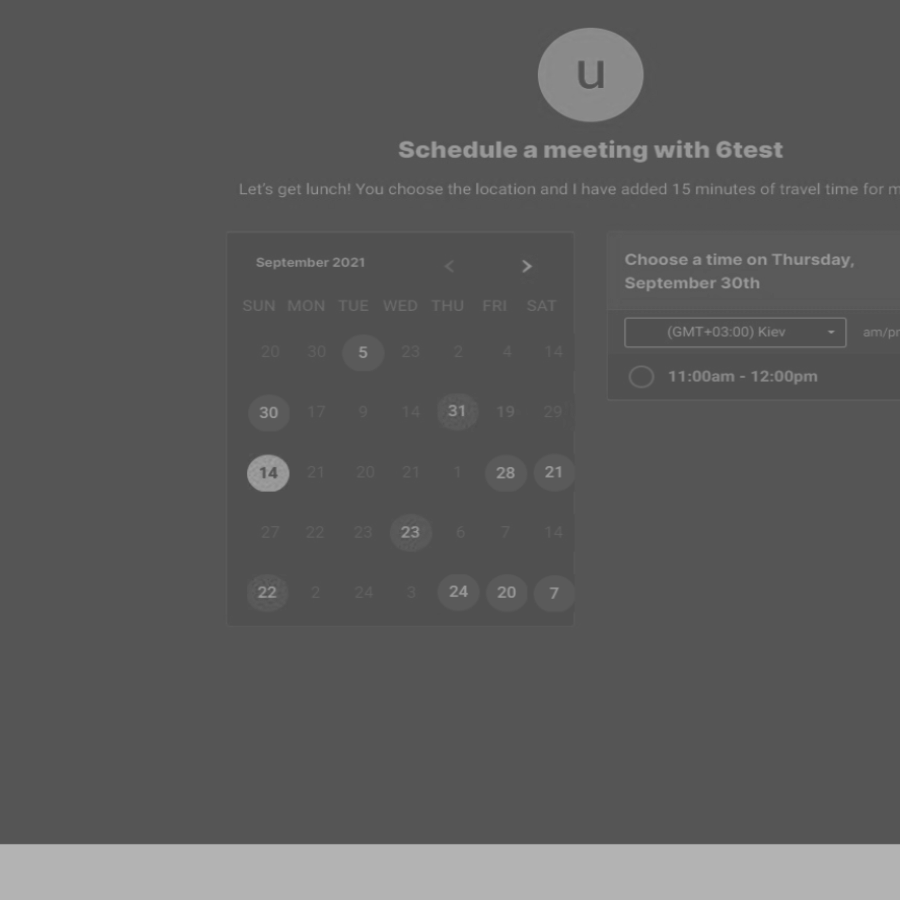 u
Schedule a meeting with 6test
Let's get lunch! You choose the location and I have added 15 minutes of travel time for m
September 2021 < >
SUN MON TUE WED THU FRI SAT
20 30 5 23 2 4 14
30 17 9 14 31 19 29
14 21 20 21 1 28 21
27 22 23 23 6 7 14
22 2 24 3 24 20 7
Choose a time on Thursday,
September 30th
(GMT+03:00) Kiev am/pm
11:00am - 12:00pm